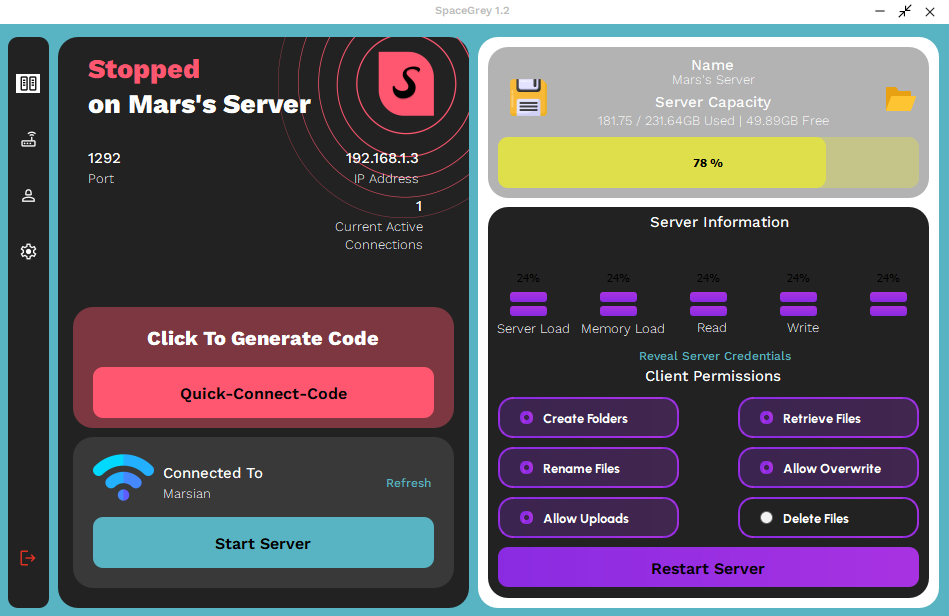 SpaceGrey 1.2
Stopped
on Mars's Server
1292
Port
192.168.1.3
IP Address
1
Current Active
Connections
Click To Generate Code
Quick-Connect-Code
Connected To
Marsian
Refresh
Start Server
Name
Mars's Server
Server Capacity
181.75 / 231.64GB Used | 49.89GB Free
78 %
Server Information
24% 24% 24% 24% 24%
Server Load Memory Load Read Write
Reveal Server Credentials
Client Permissions
Create Folders Retrieve Files
Rename Files Allow Overwrite
Allow Uploads Delete Files
Restart Server